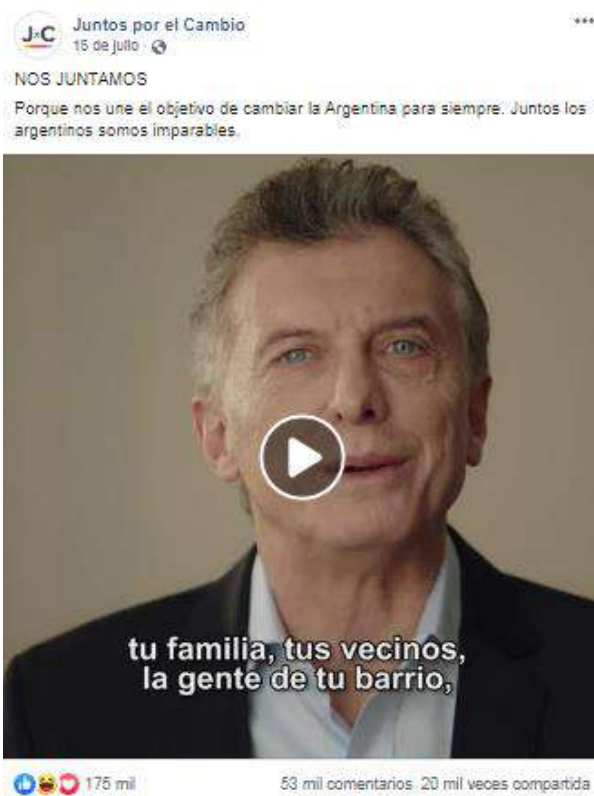 JxC
Juntos por el Cambio
15 de julio
NOS JUNTAMOS
Porque nos une el objetivo de cambiar la Argentina para siempre. Juntos los
argentinos somos imparables.
tu familia, tus vecinos,
la gente de tu barrio,
175 mil
53 mil comentarios 20 mil veces compartida